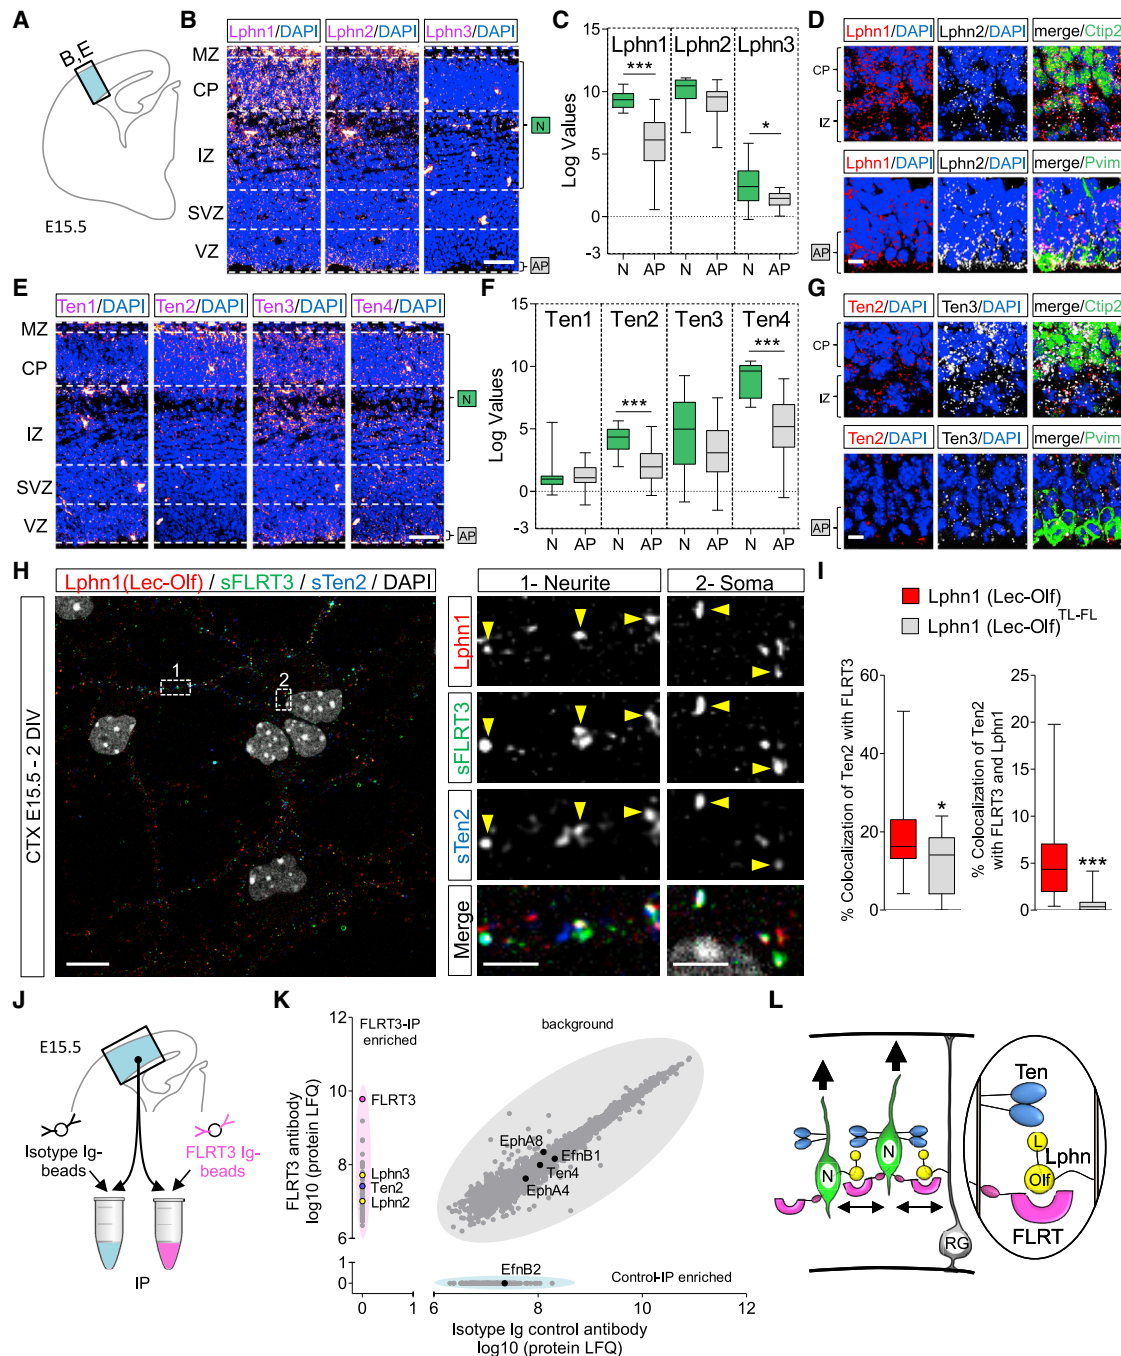 A
B,E
E15.5
B
Lphn1/DAPI Lphn2/DAPI Lphn3/DAPI
MZ
CP
IZ
SVZ
VZ
N
AP
C
Log Values
15
10
5
0
-3
Lphn1 Lphn2 Lphn3
***
*
N AP N AP N AP
D
Lphn1/DAPI Lphn2/DAPI merge/Ctip2
CP
IZ
Lphn1/DAPI Lphn2/DAPI merge/Pvim
AP
E
Ten1/DAPI Ten2/DAPI Ten3/DAPI Ten4/DAPI
MZ
CP
IZ
SVZ
VZ
N
AP
F
Log Values
15
10
5
0
-3
Ten1 Ten2 Ten3 Ten4
***
***
N AP N AP N AP N AP
G
Ten2/DAPI Ten3/DAPI merge/Ctip2
CP
IZ
Ten2/DAPI Ten3/DAPI merge/Pvim
AP
H
Lphn1(Lec-Olf) / sFLRT3 / sTen2 / DAPI
CTX E15.5 - 2 DIV
1
2
1- Neurite
2- Soma
Lphn1
sFLRT3
sTen2
Merge
I
Lphn1 (Lec-Olf)
Lphn1 (Lec-Olf)TL-FL
% Colocalization of Ten2 with FLRT3
60
40
20
0
*
% Colocalization of Ten2
with FLRT3 and Lphn1
25
20
15
10
5
0
***
J
E15.5
Isotype Ig-
beads
FLRT3 Ig-
beads
IP
K
FLRT3 antibody
log10 (protein LFQ)
12
10
8
6
1
0
FLRT3-IP
enriched
background
FLRT3
Lphn3
Ten2
Lphn2
EphA8
EfnB1
Ten4
EphA4
EfnB2
Control-IP enriched
0 1 6 8 10 12
Isotype Ig control antibody
log10 (protein LFQ)
L
N
N
RG
Ten
L
Lphn
Olf
FLRT